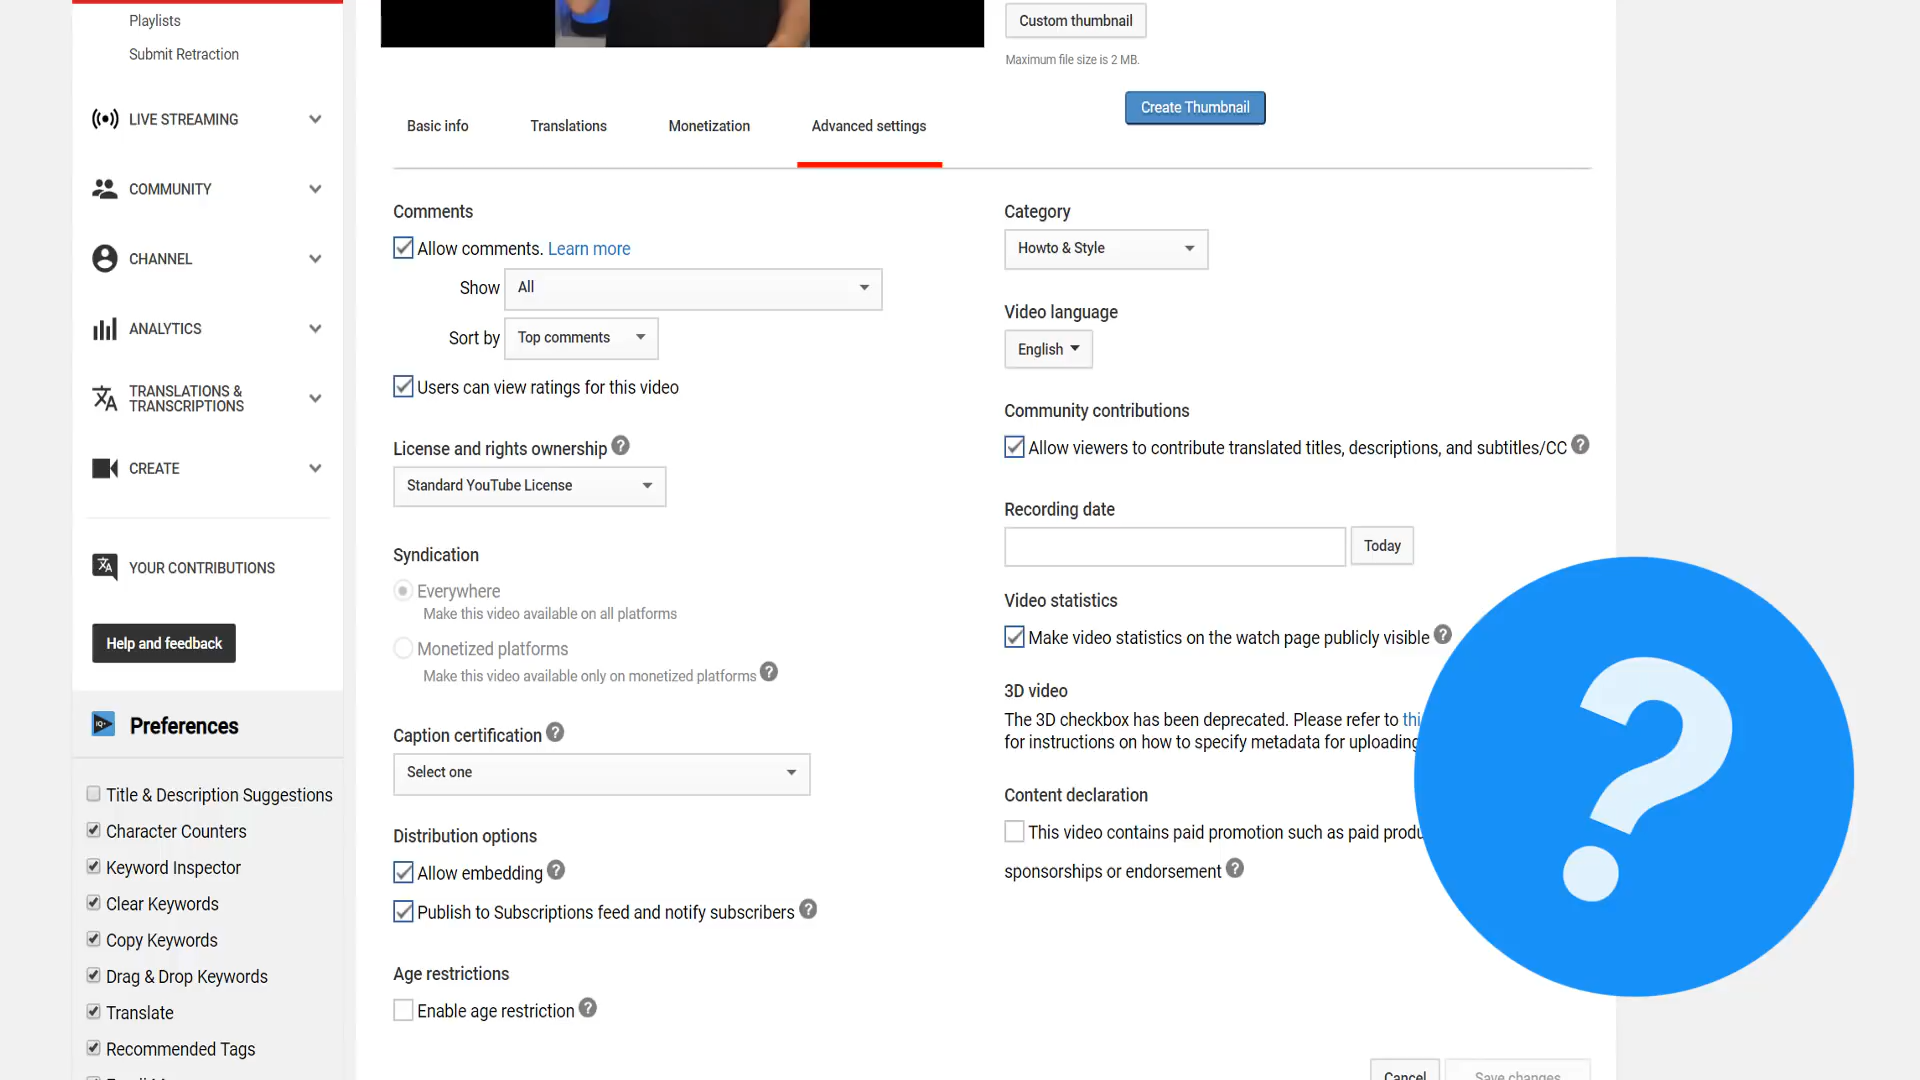 Playlists
Submit Retraction
LIVE STREAMING
COMMUNITY
CHANNEL
ANALYTICS
TRANSLATIONS &
TRANSCRIPTIONS
CREATE
YOUR CONTRIBUTIONS
Help and feedback
Preferences
Title & Description Suggestions
Character Counters
Keyword Inspector
Clear Keywords
Copy Keywords
Drag & Drop Keywords
Translate
Recommended Tags
Custom thumbnail
Maximum file size is 2 MB.
Create Thumbnail
Basic info
Translations
Monetization
Advanced settings
Comments
Allow comments. Learn more
Show All
Sort by Top comments
Users can view ratings for this video
License and rights ownership ?
Standard YouTube License
Syndication
Everywhere
Make this video available on all platforms
Monetized platforms
Make this video available only on monetized platforms ?
Caption certification ?
Select one
Distribution options
Allow embedding ?
Publish to Subscriptions feed and notify subscribers ?
Age restrictions
Enable age restriction ?
Category
Howto & Style
Video language
English
Community contributions
Allow viewers to contribute translated titles, descriptions, and subtitles/CC ?
Recording date
Today
Video statistics
Make video statistics on the watch page publicly visible ?
3D video
The 3D checkbox has been deprecated. Please refer to thi
for instructions on how to specify metadata for uploading
Content declaration
This video contains paid promotion such as paid produ
sponsorships or endorsement ?
?
Cancel
Save changes